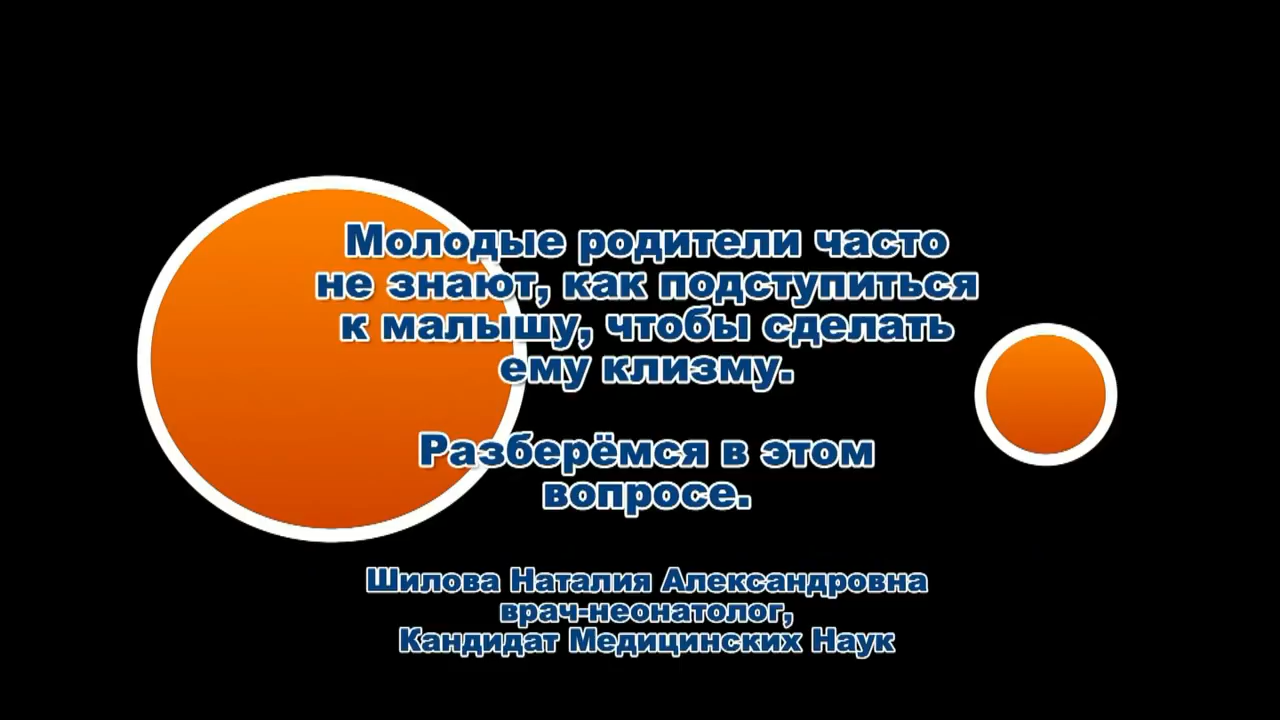 Молодые родители часто
не знают, как подступиться
к малышу, чтобы сделать
ему клизму.
Разберёмся в этом
вопросе.
Шилова Наталия Александровна
врач-неонатолог,
Кандидат Медицинских Наук